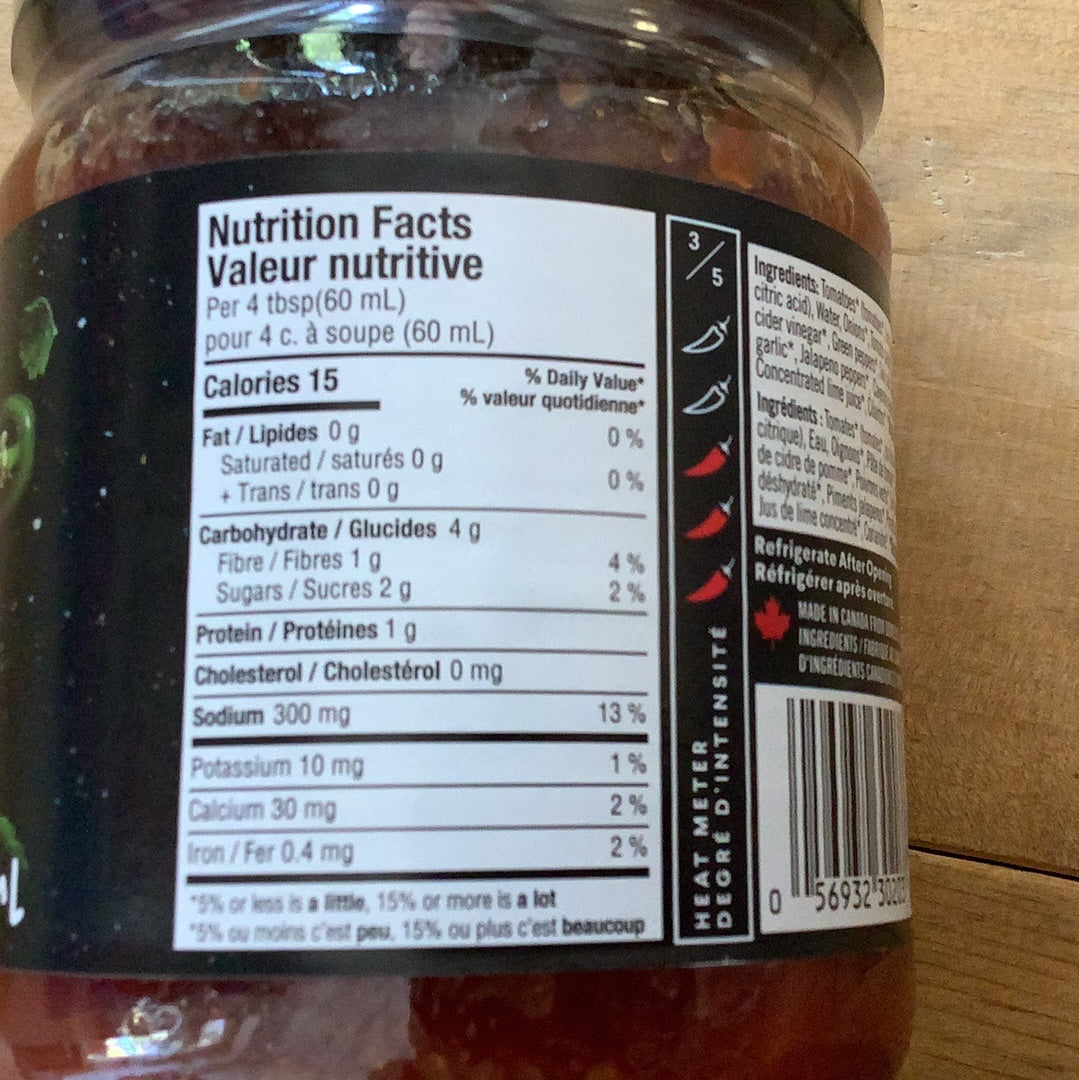 Nutrition Facts
Valeur nutritive
Per 4 tbsp(60 mL)
pour 4 c. à soupe (60 mL)
Calories 15
% Daily Value*
% valeur quotidienne*
Fat / Lipides 0 g 0 %
Saturated / saturés 0 g
+ Trans / trans 0 g 0 %
Carbohydrate / Glucides 4 g
Fibre / Fibres 1 g 4 %
Sugars / Sucres 2 g 2 %
Protein / Protéines 1 g
Cholesterol / Cholestérol 0 mg
Sodium 300 mg 13 %
Potassium 10 mg 1 %
Calcium 30 mg 2 %
Iron / Fer 0.4 mg 2 %
*5% or less is a little, 15% or more is a lot
*5% ou moins c'est peu, 15% ou plus c'est beaucoup
3/5
HEAT METER
DEGRÉ D'INTENSITÉ
Ingredients: Tomatoes*
citric acid), Water, Onions*,
cider vinegar*, Green peppers*,
garlic*, Jalapeno peppers*,
Concentrated lime juice*,
Ingrédients : Tomates*
citrique), Eau, Oignons*,
de cidre de pomme*,
déshydraté*, Piments
Jus de lime concentré*,
Refrigerate After Opening
Réfrigérer après
MADE IN CANADA FROM
INGREDIENTS /
D'INGRÉDIENTS
0 56932